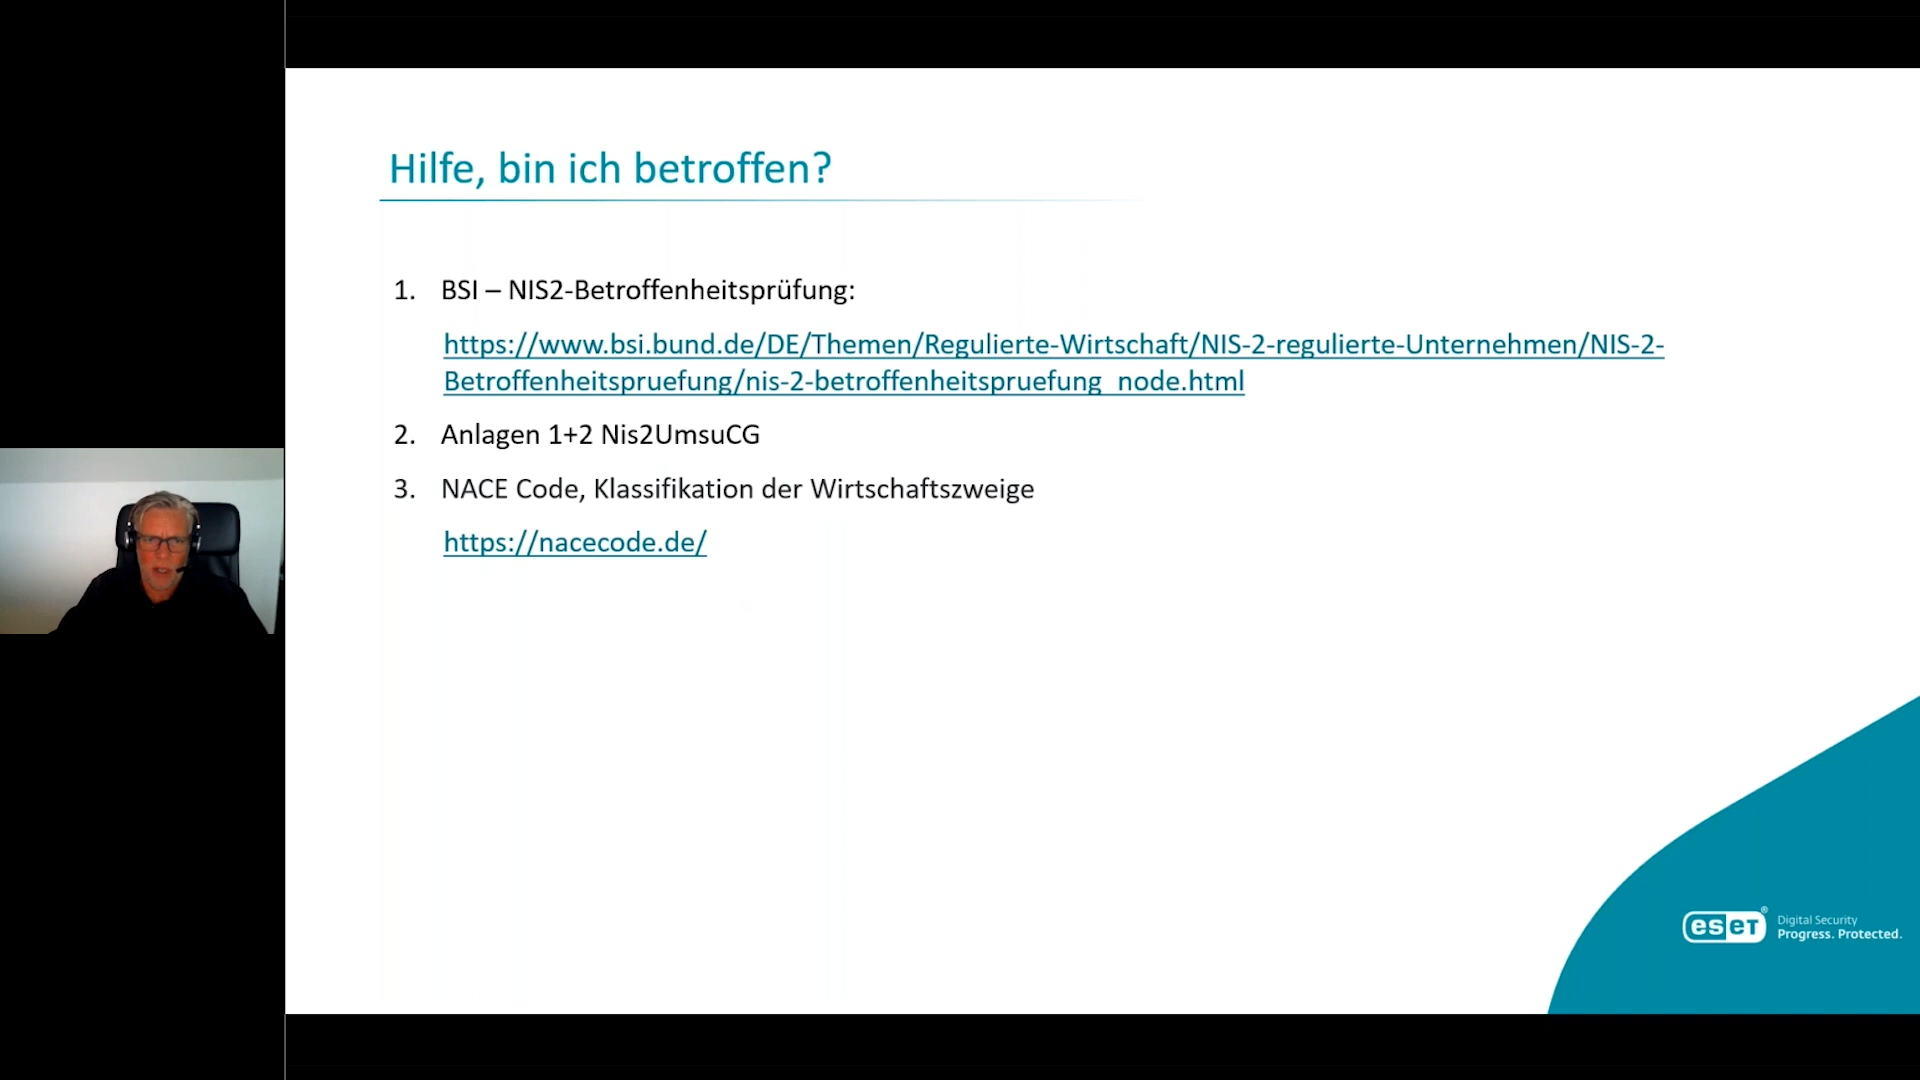 Hilfe, bin ich betroffen?
1. BSI – NIS2-Betroffenheitsprüfung:
https://www.bsi.bund.de/DE/Themen/Regulierte-Wirtschaft/NIS-2-regulierte-Unternehmen/NIS-2-
Betroffenheitspruefung/nis-2-betroffenheitspruefung_node.html
2. Anlagen 1+2 Nis2UmsuCG
3. NACE Code, Klassifikation der Wirtschaftszweige
https://nacecode.de/
eseT® Digital Security
Progress. Protected.